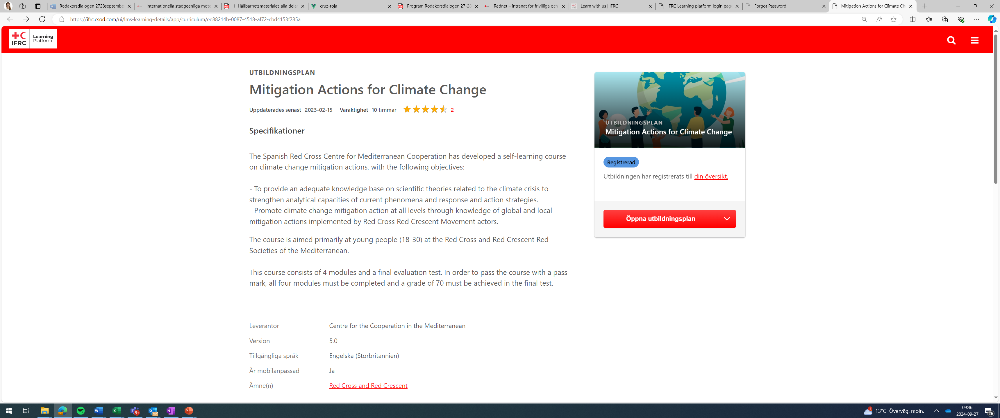 Rödakorsdialogen 2728septembe
Internationella stadgeenliga möte
1. Hållbarhetsmaterialet_alla delar
cruz-roja
Program Rödakorsdialogen 27-28
Rednet – intranät för frivilliga och
Learn with us | IFRC
IFRC Learning platform login page
Forgot Password
Mitigation Actions for Climate Ch
https://ifrc.csod.com/ui/lms-learning-details/app/curriculum/ee88214b-0087-4518-af72-cbd4153f285a
IFRC
Learning
Platform
UTBILDNINGSPLAN
Mitigation Actions for Climate Change
Uppdaterades senast 2023-02-15 Varaktighet 10 timmar 2
Specifikationer
The Spanish Red Cross Centre for Mediterranean Cooperation has developed a self-learning course
on climate change mitigation actions, with the following objectives:
- To provide an adequate knowledge base on scientific theories related to the climate crisis to
strengthen analytical capacities of current phenomena and response and action strategies.
- Promote climate change mitigation action at all levels through knowledge of global and local
mitigation actions implemented by Red Cross Red Crescent Movement actors.
The course is aimed primarily at young people (18-30) at the Red Cross and Red Crescent Red
Societies of the Mediterranean.
This course consists of 4 modules and a final evaluation test. In order to pass the course with a pass
mark, all four modules must be completed and a grade of 70 must be achieved in the final test.
Leverantör Centre for the Cooperation in the Mediterranean
Version 5.0
Tillgängliga språk Engelska (Storbritannien)
Är mobilanpassad Ja
Ämne(n) Red Cross and Red Crescent
UTBILDNINGSPLAN
Mitigation Actions for Climate Change
Registrerad
Utbildningen har registrerats till din översikt.
Öppna utbildningsplan
13°C Överväg. moln.
09:46
2024-09-27
26